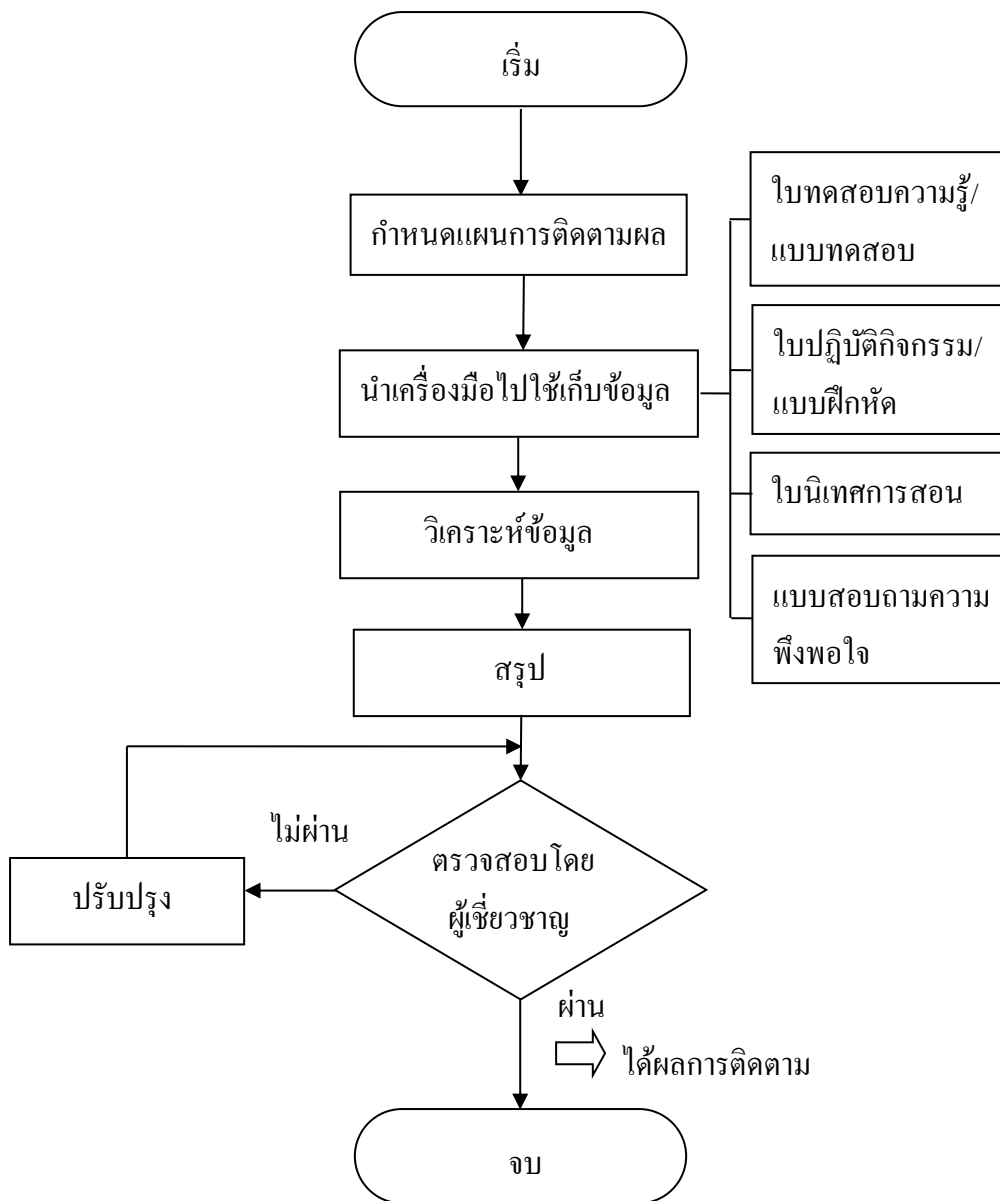 เริ่ม
กำหนดแผนการติดตามผล
นำเครื่องมือไปใช้เก็บข้อมูล
ใบทดสอบความรู้/
แบบทดสอบ
ใบปฏิบัติกิจกรรม/
แบบฝึกหัด
ใบนิเทศการสอน
แบบสอบถามความ
พึงพอใจ
วิเคราะห์ข้อมูล
สรุป
ตรวจสอบโดย
ผู้เชี่ยวชาญ
ไม่ผ่าน
ปรับปรุง
ผ่าน
ได้ผลการติดตาม
จบ